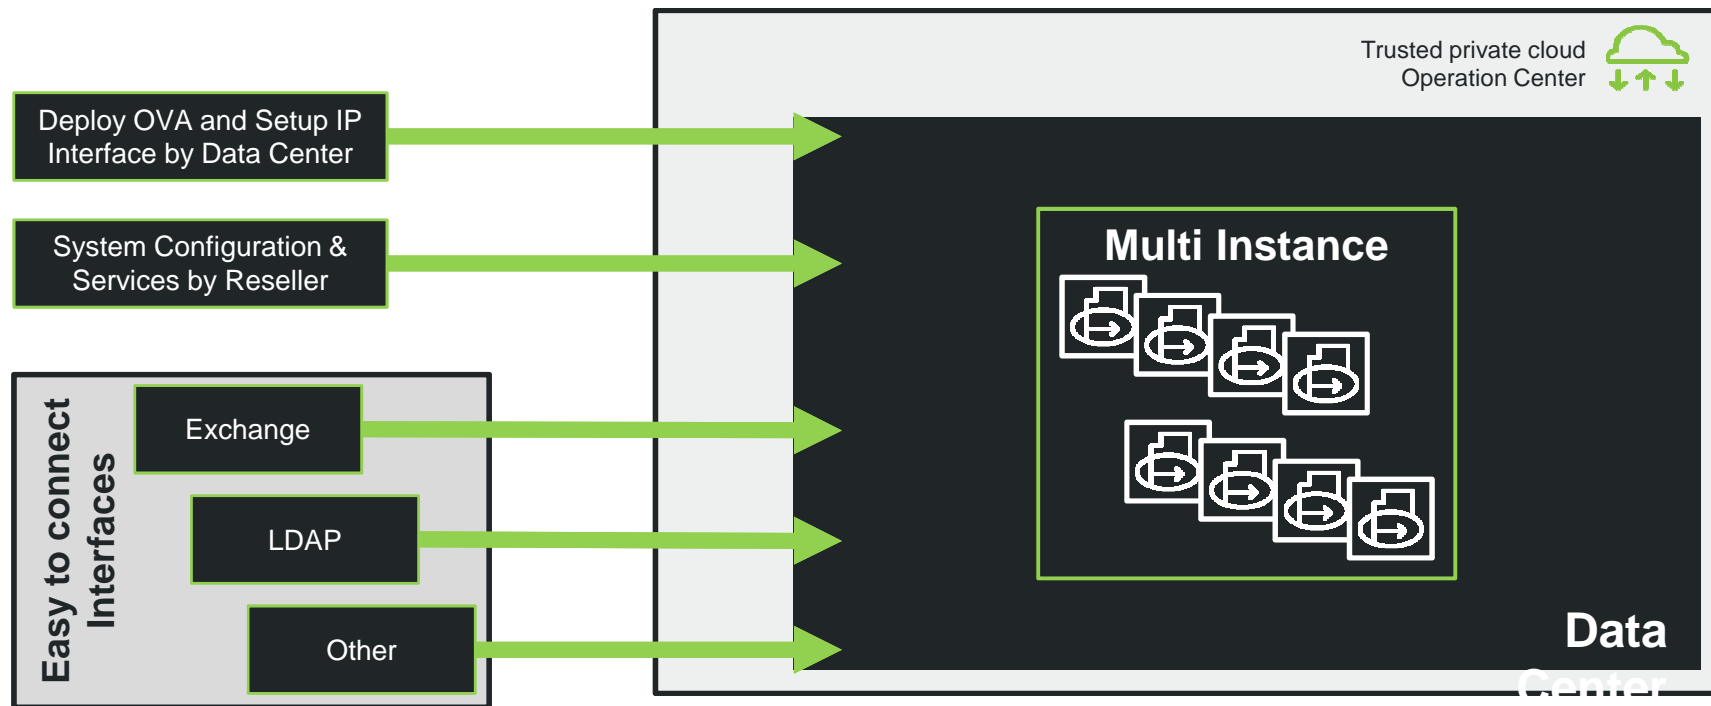 Trusted private cloud
Operation Center
Deploy OVA and Setup IP
Interface by Data Center
System Configuration &
Services by Reseller
Multi Instance
Easy to connect
Interfaces
Exchange
LDAP
Other
Data
Center